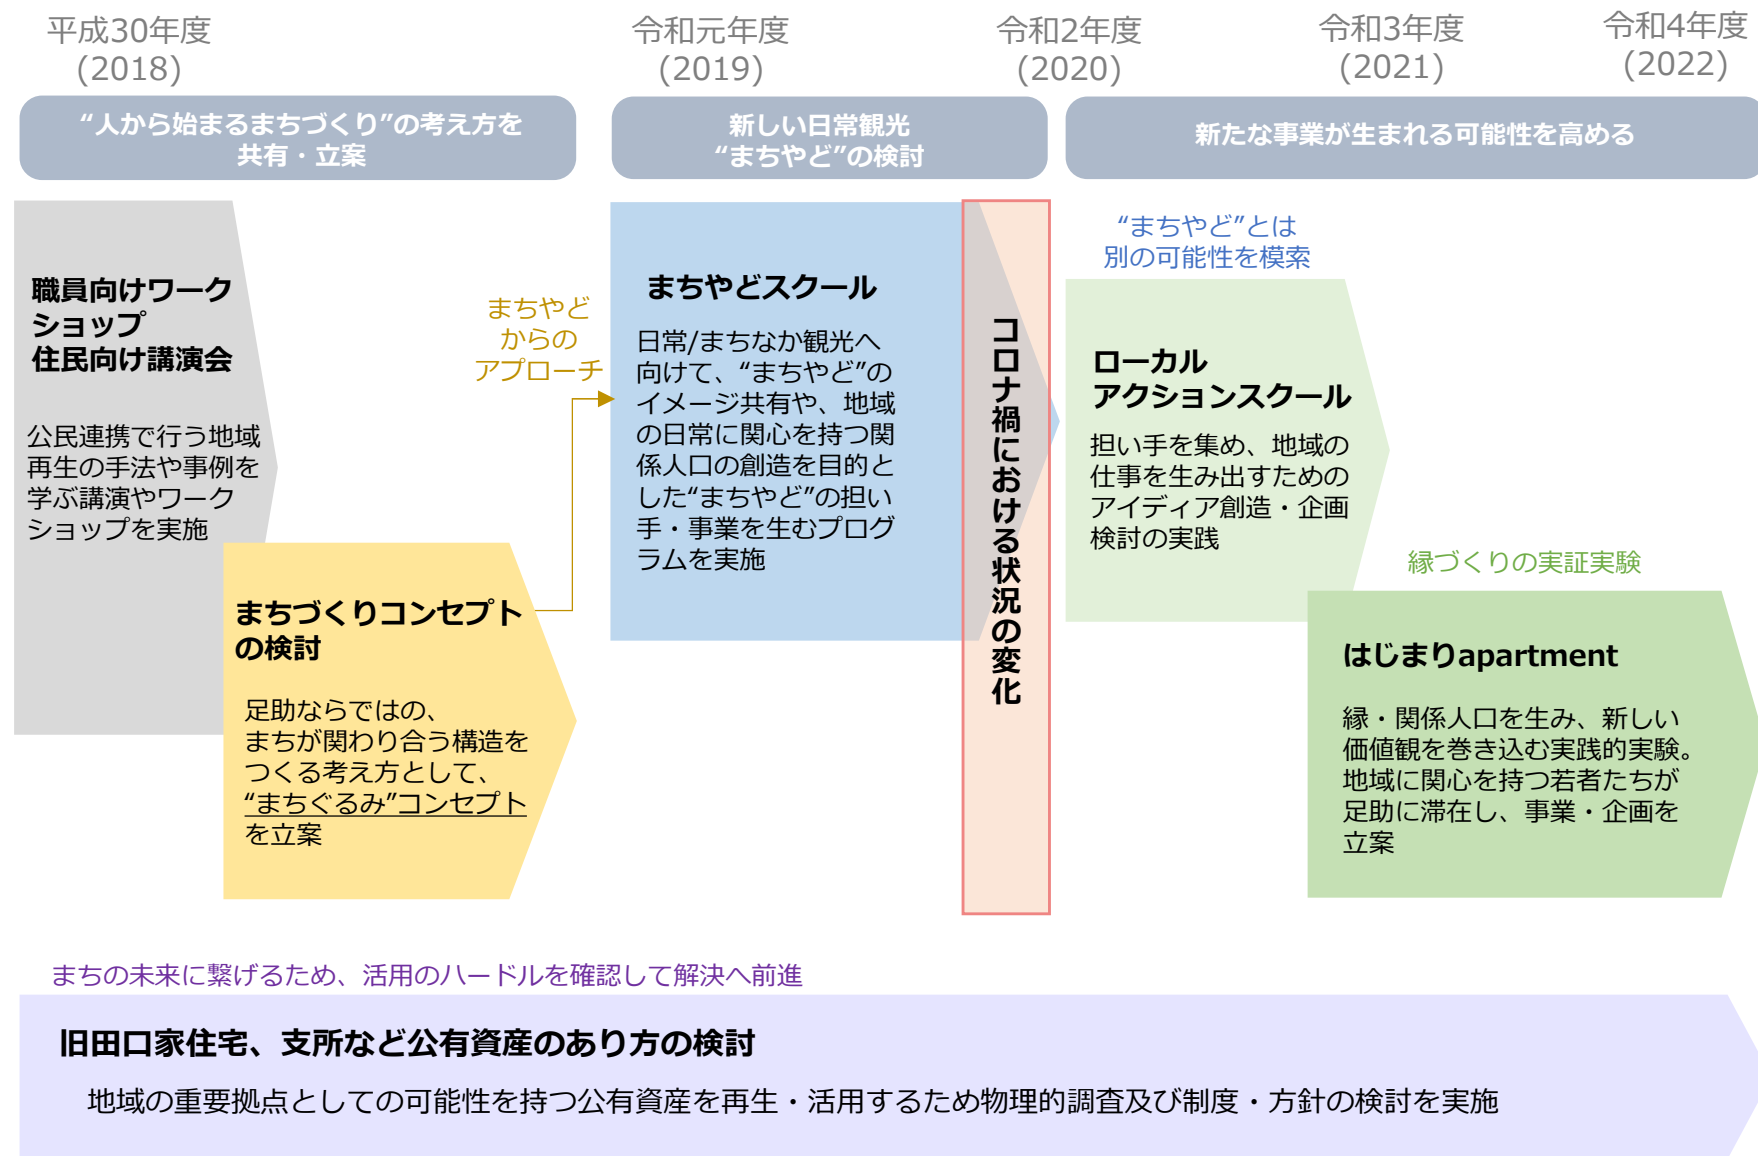 平成30年度
(2018)
令和元年度
(2019)
令和2年度
(2020)
令和3年度
(2021)
令和4年度
(2022)
“人から始まるまちづくり”の考え方を
共有・立案
新しい日常観光
“まちやど”の検討
新たな事業が生まれる可能性を高める
職員向けワーク
ショップ
住民向け講演会
公民連携で行う地域
再生の手法や事例を
学ぶ講演やワーク
ショップを実施
まちづくりコンセプト
の検討
足助ならではの、
まちが関わり合う構造を
つくる考え方として、
“まちぐるみ”コンセプト
を立案
まちやど
からの
アプローチ
まちやどスクール
日常/まちなか観光へ
向けて、“まちやど”の
イメージ共有や、地域
の日常に関心を持つ関
係人口の創造を目的と
した“まちやど”の担い
手・事業を生むプログ
ラムを実施
コロナ禍における状況の変化
“まちやど”とは
別の可能性を模索
ローカル
アクションスクール
担い手を集め、地域の
仕事を生み出すための
アイディア創造・企画
検討の実践
縁づくりの実証実験
はじまりapartment
縁・関係人口を生み、新しい
価値観を巻き込む実践的実験。
地域に関心を持つ若者たちが
足助に滞在し、事業・企画を
立案
まちの未来に繋げるため、活用のハードルを確認して解決へ前進
旧田口家住宅、支所など公有資産のあり方の検討
地域の重要拠点としての可能性を持つ公有資産を再生・活用するため物理的調査及び制度・方針の検討を実施